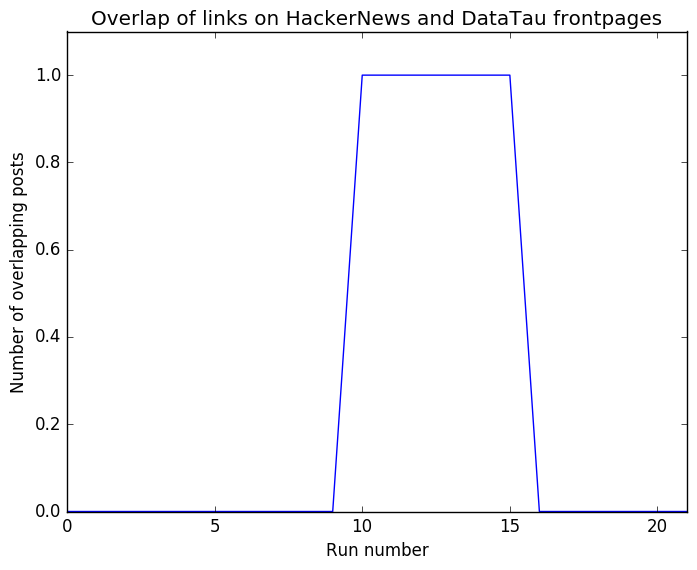 Overlap of links on HackerNews and DataTau frontpages
Number of overlapping posts
1.0
0.8
0.6
0.4
0.2
0.0
0 5 10 15 20
Run number